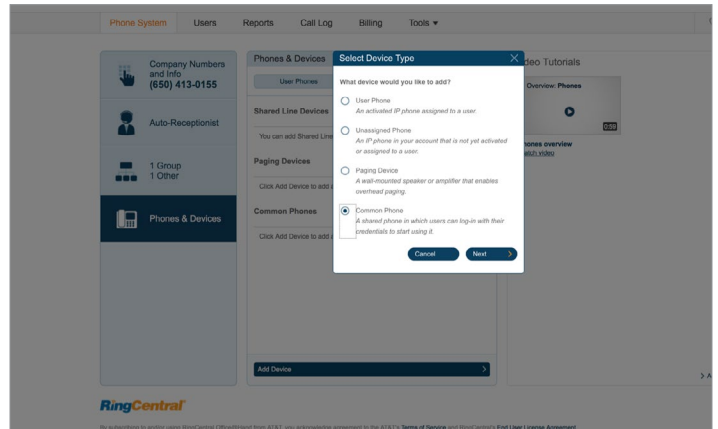 Phone System Users Reports Call Log Billing Tools
Company Numbers
and Info
(650) 413-0155
Auto-Receptionist
1 Group
1 Other
Phones & Devices
Phones & Devices
User Phones
Shared Line Devices
You can add Shared Line
Paging Devices
Click Add Device to add
Common Phones
Click Add Device to add
Add Device
Select Device Type
What device would you like to add?
User Phone
An activated IP phone assigned to a user.
Unassigned Phone
An IP phone in your account that is not yet activated
or assigned to a user.
Paging Device
A wall-mounted speaker or amplifier that enables
overhead paging.
Common Phone
A shared phone in which users can log-in with their
credentials to start using it.
Cancel Next
deo Tutorials
Overview: Phones
0:59
hones overview
atch video
> A
RingCentral
End User License Agreement